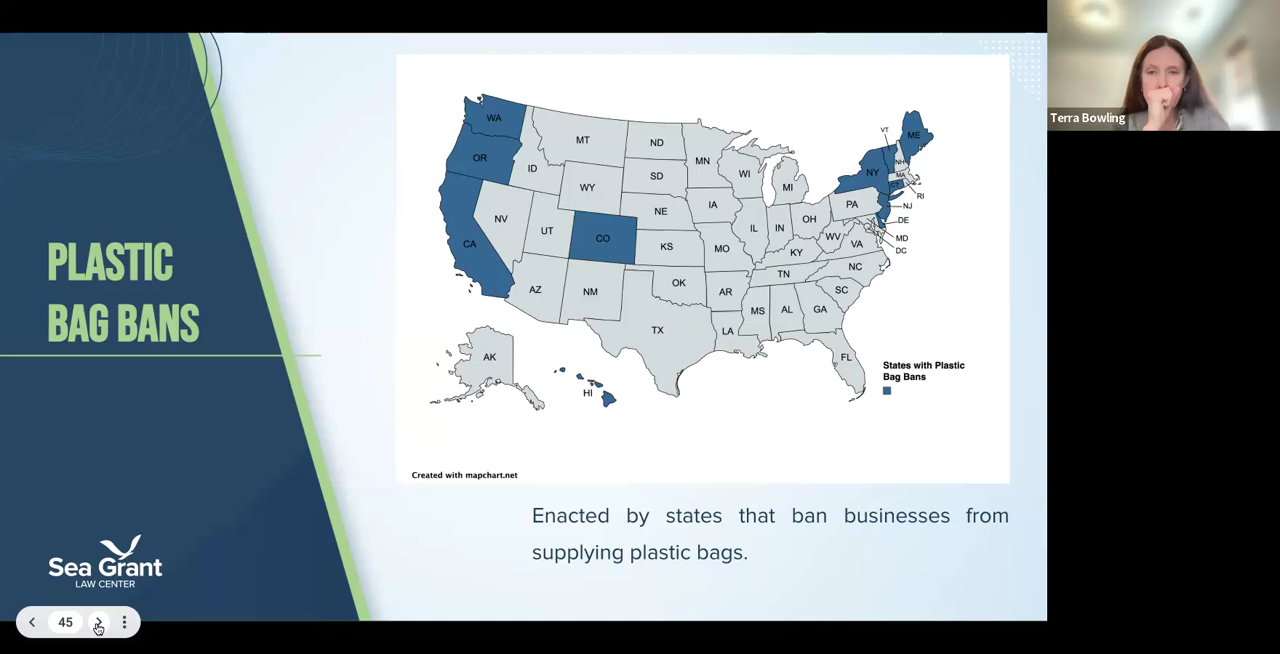 Terra Bowling
PLASTIC
BAG BANS
WA
OR
CA
NV
ID
MT
WY
UT
CO
AZ
NM
ND
SD
NE
KS
OK
TX
MN
IA
MO
AR
LA
WI
IL
MI
IN
OH
KY
TN
MS
AL
GA
FL
SC
NC
VA
WV
PA
NY
VT
NH
ME
MA
CT
RI
NJ
DE
MD
DC
AK
HI
States with Plastic
Bag Bans
Created with mapchart.net
Enacted by states that ban businesses from
supplying plastic bags.
Sea Grant
LAW CENTER
45